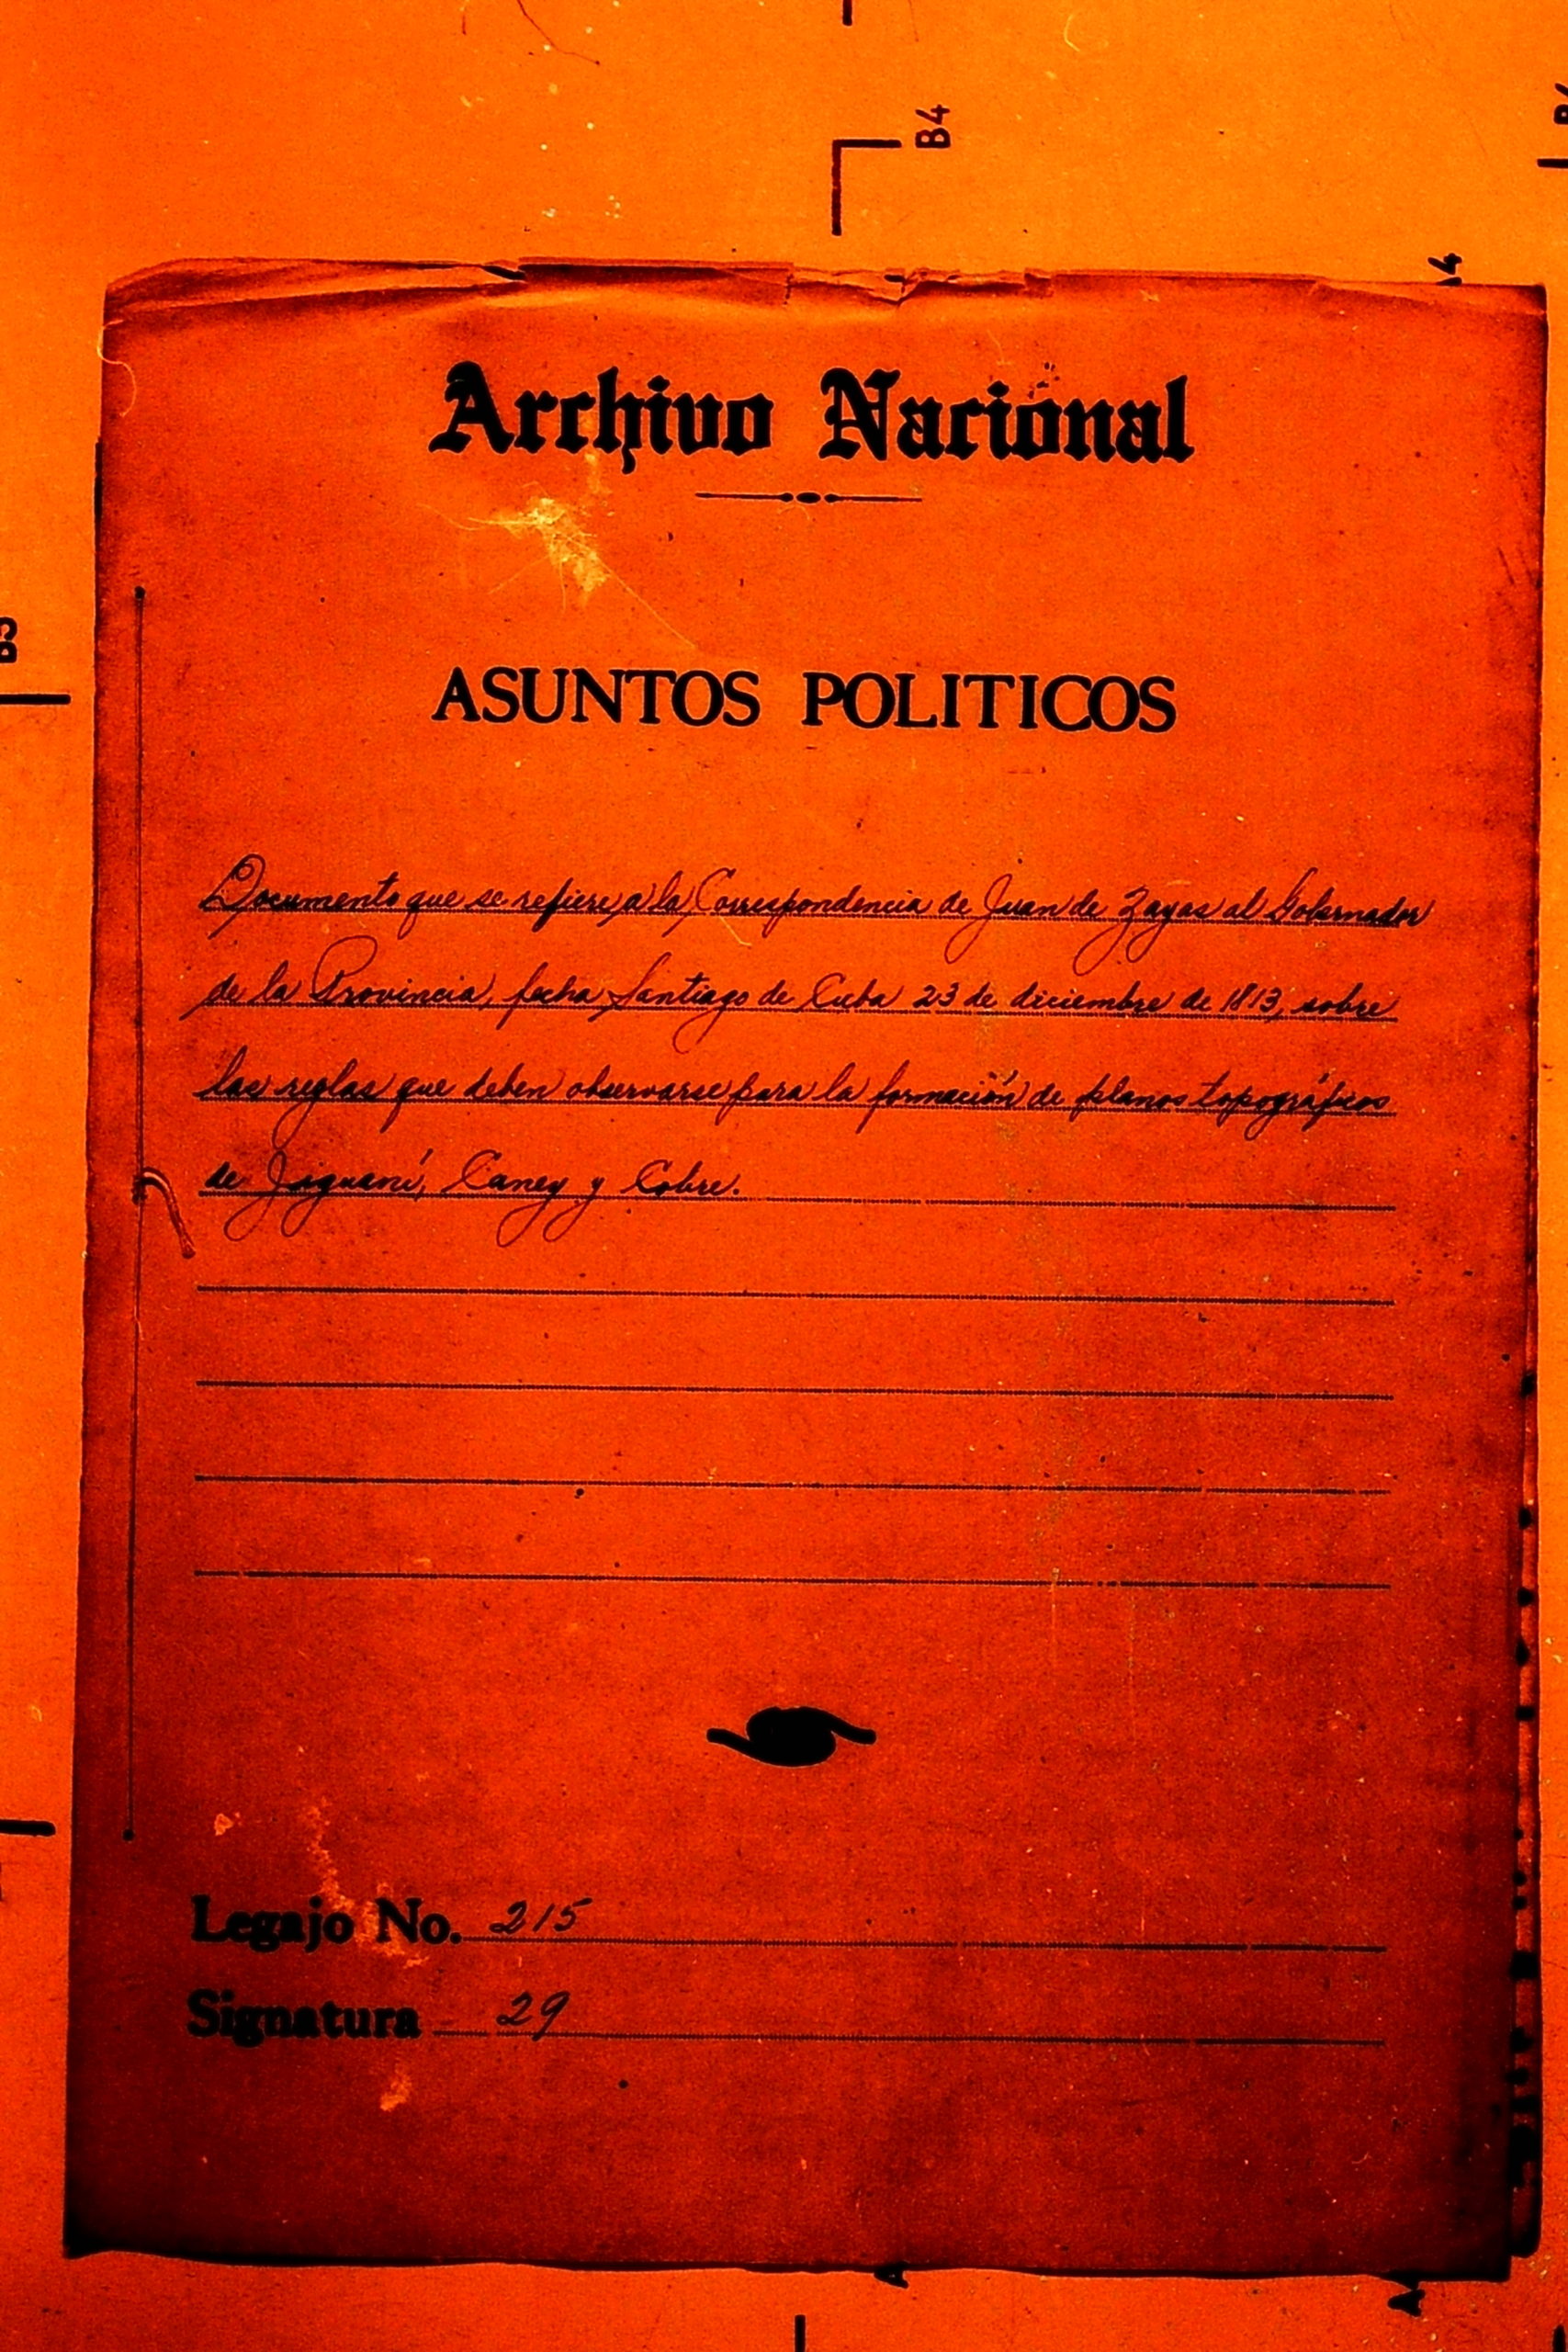 B4
Archivo Nacional
ASUNTOS POLITICOS
Documento que se refiere a la Correspondencia de Juan de Zayas al Gobernador
de la Provincia, fecha Santiago de Cuba 23 de diciembre de 1813, sobre
las reglas que deben observarse para la formación de planos topográficos
de Jiguaní, Caney y Cobre.
Legajo No. 215
Signatura 29